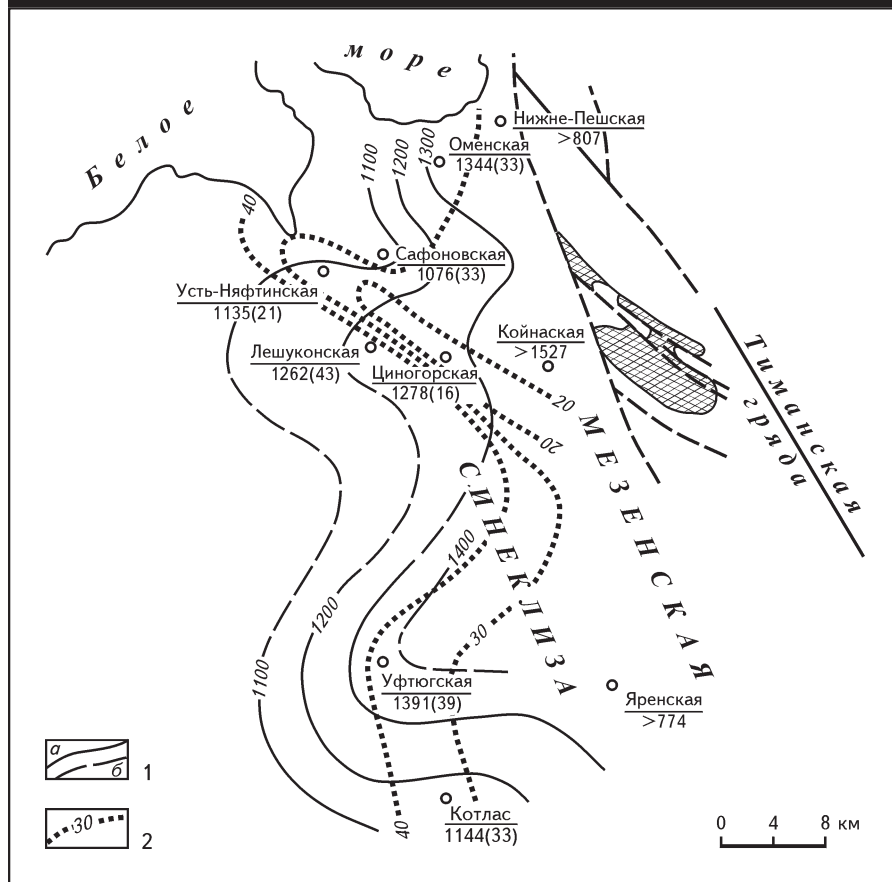 Белое
море
Нижне-Пешская
>807
Оменская
1344(33)
1100
1200
1300
40
Сафоновская
1076(33)
Усть-Няфтинская
1135(21)
Лешуконская
1262(43)
Циногорская
1278(16)
Койнаская
>1527
20
20
Тиманская
гряда
МЕЗЕНСКАЯ
СИНЕКЛИЗА
1400
1200
1100
30
Уфтюгская
1391(39)
Яренская
>774
40
Котлас
1144(33)
а
б
1
30
2
0 4 8 км